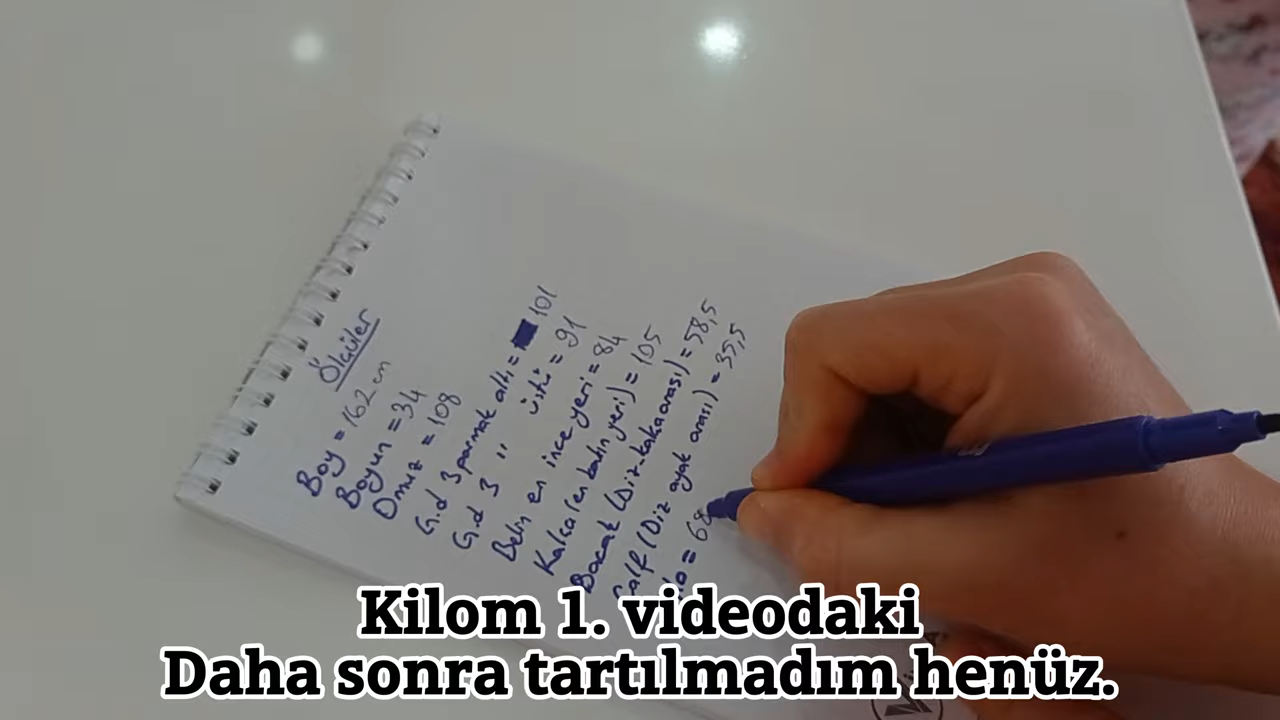 Ölçüler
Boy = 162 cm
Boyun = 34
Omuz = 108
G.d 3 parmak altı = 101
G.d 3 " üstü = 91
Belin en ince yeri = 84
Kalça (en kalın yeri) = 105
Bacak (Diz-kalça arası) = 58,5
Calf (Diz ayak arası) = 35,5
= 68
Kilom 1. videodaki
Daha sonra tartılmadım henüz.